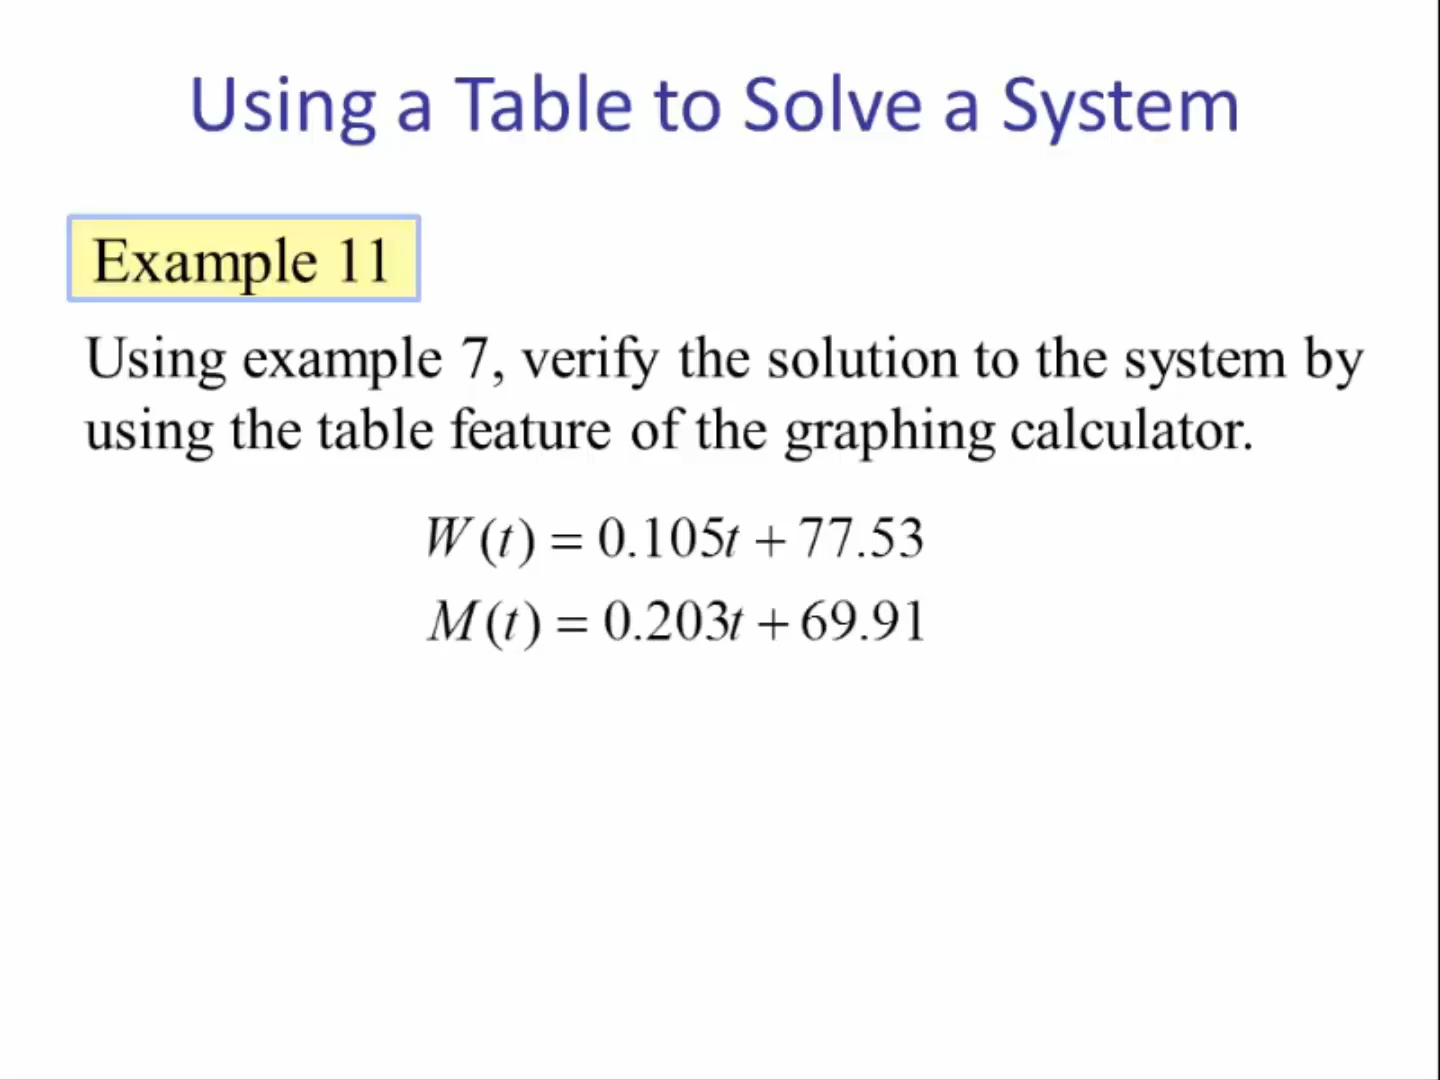 Using a Table to Solve a System
Example 11
Using example 7, verify the solution to the system by
using the table feature of the graphing calculator.
W(t) = 0.105t + 77.53
M(t) = 0.203t + 69.91